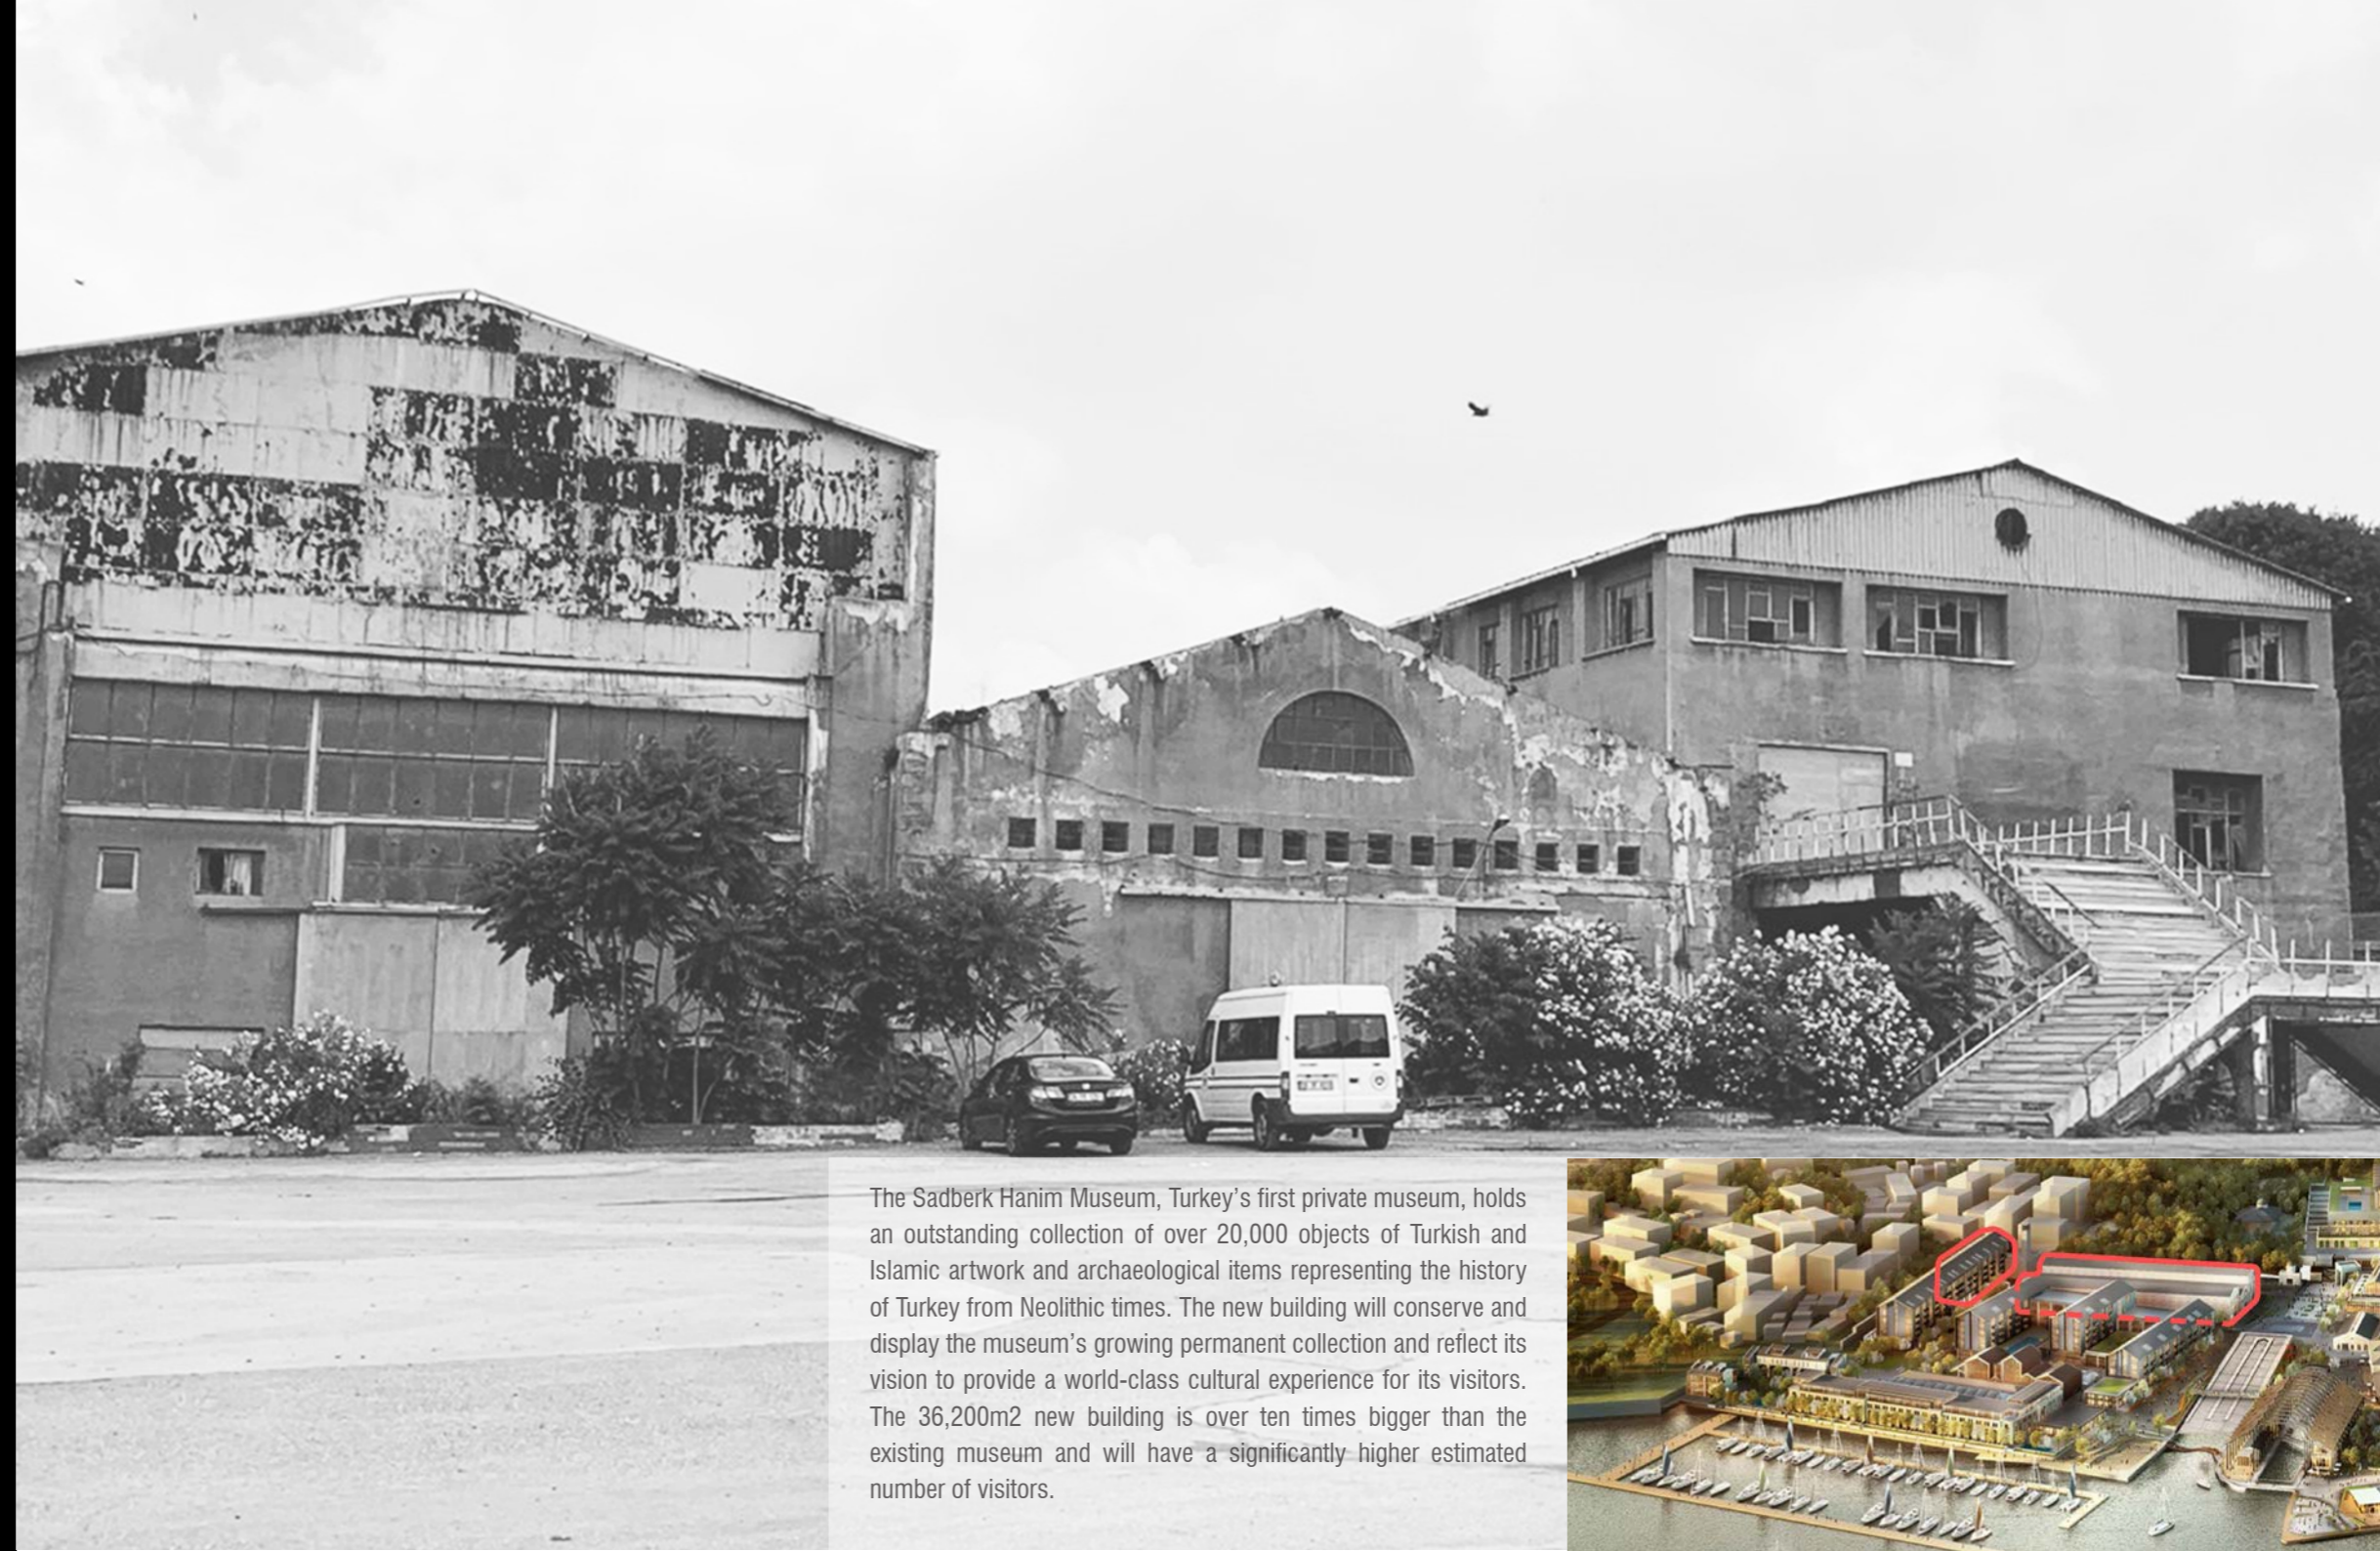 The Sadberk Hanim Museum, Turkey’s first private museum, holds
an outstanding collection of over 20,000 objects of Turkish and
Islamic artwork and archaeological items representing the history
of Turkey from Neolithic times. The new building will conserve and
display the museum’s growing permanent collection and reflect its
vision to provide a world-class cultural experience for its visitors.
The 36,200m2 new building is over ten times bigger than the
existing museum and will have a significantly higher estimated
number of visitors.